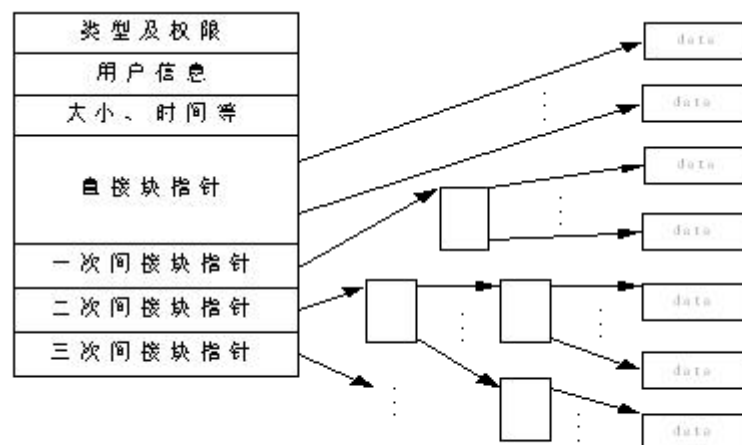 类型及权限
用户信息
大小、时间等
直接块指针
一次间接块指针
二次间接块指针
三次间接块指针
data
data
data
data
data
data
data